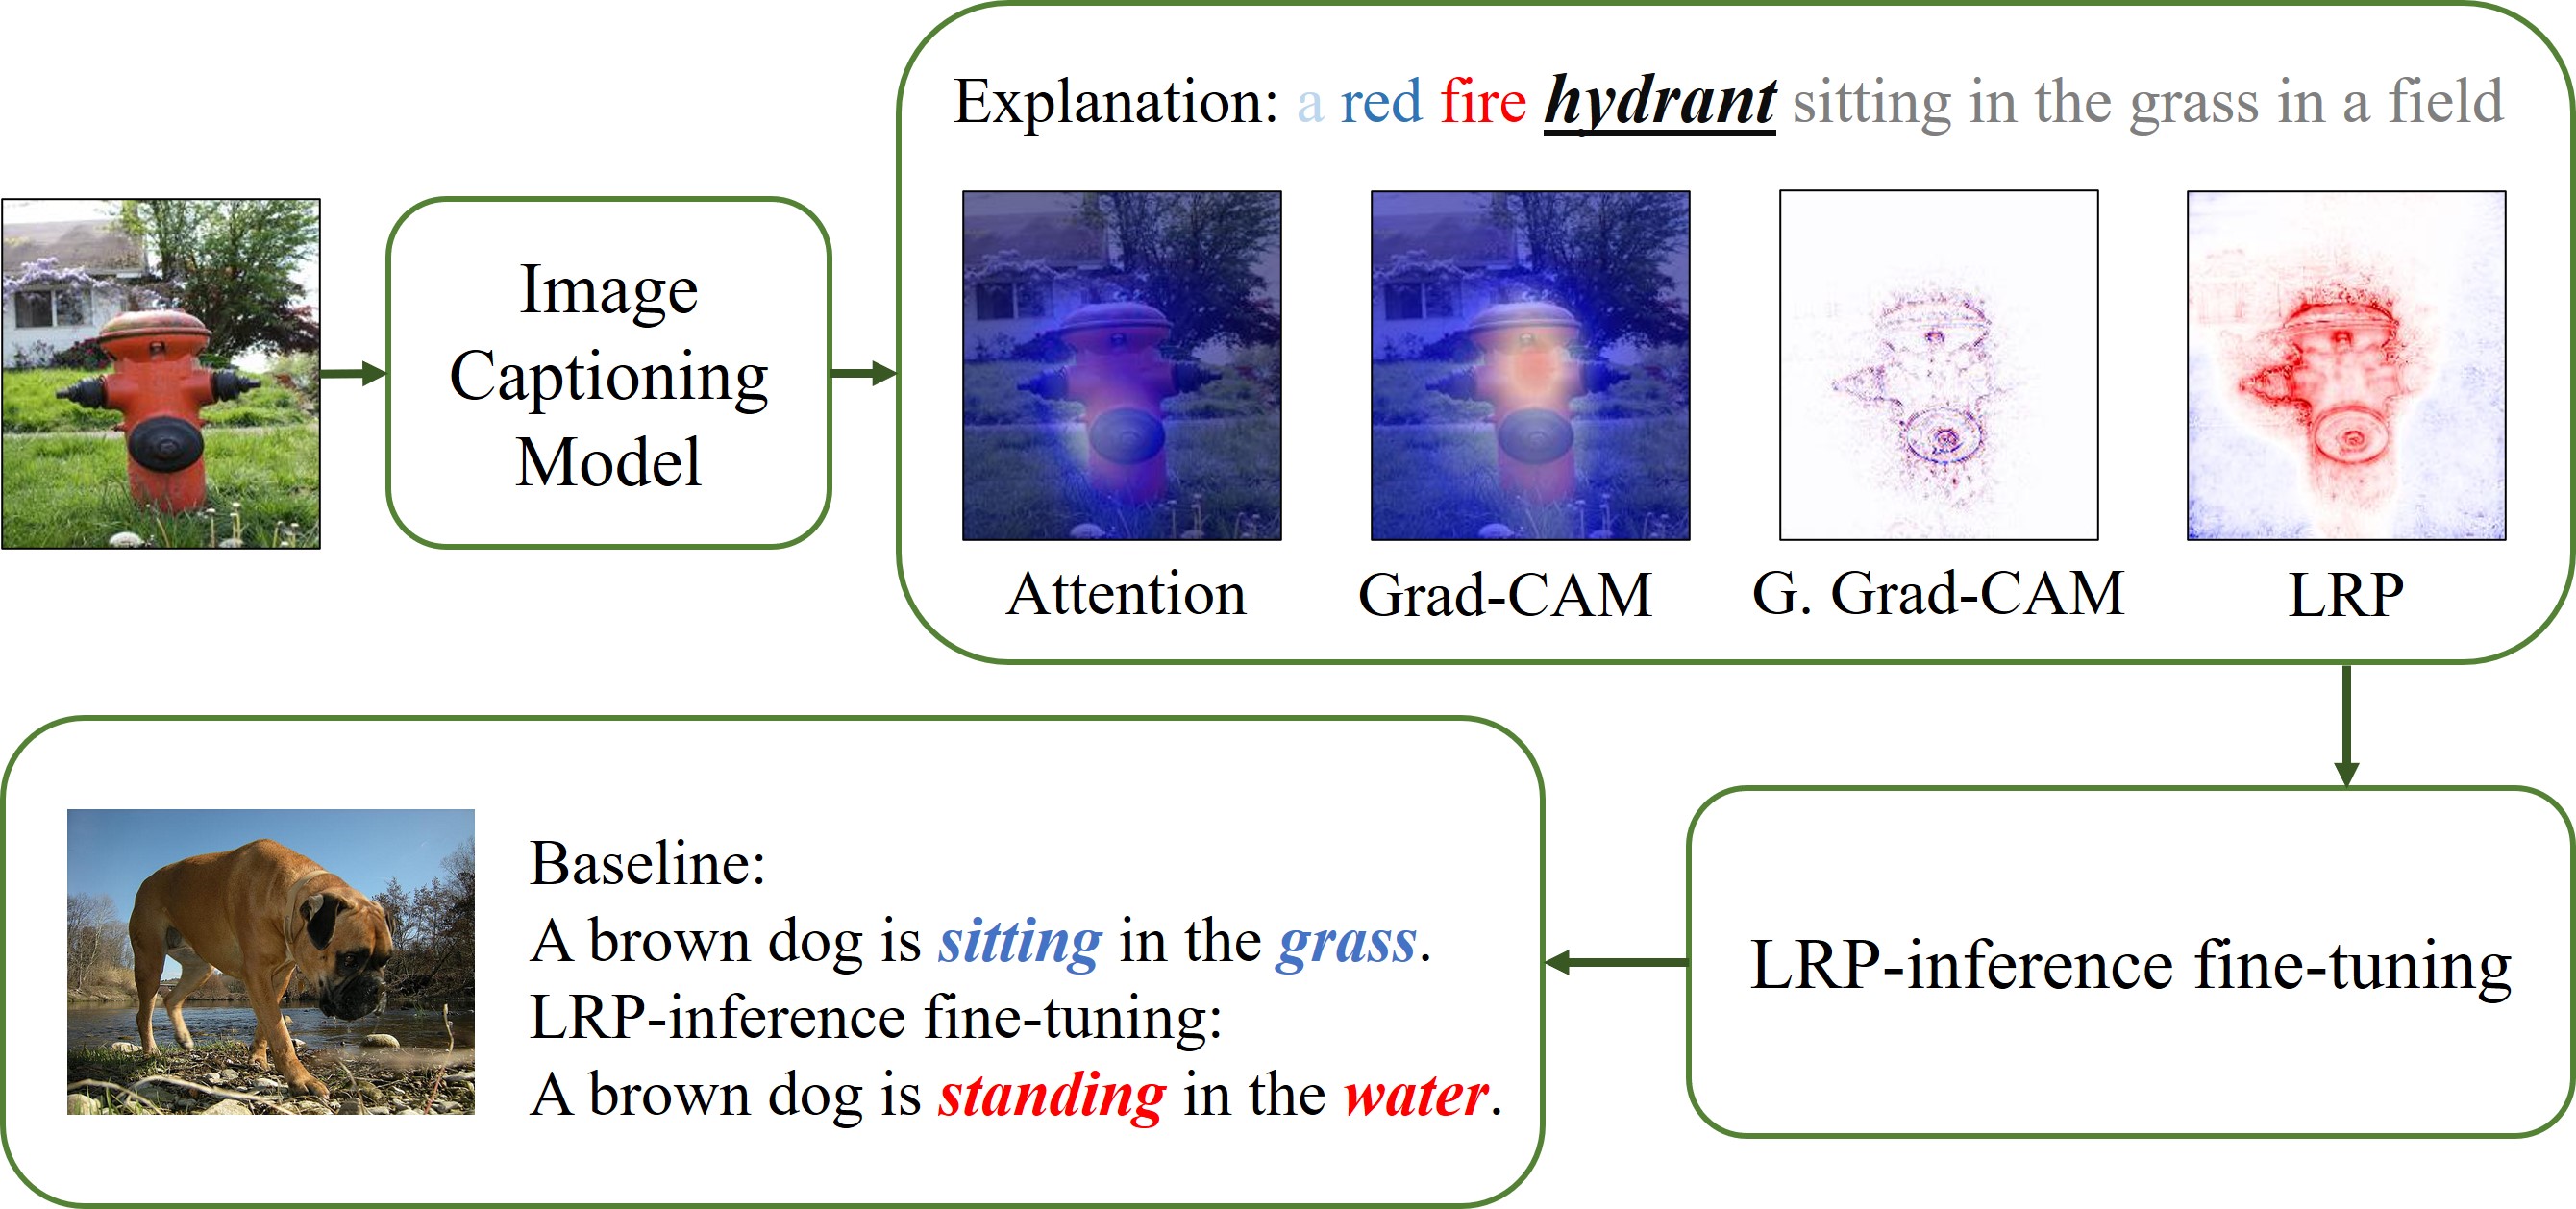 Explanation: a red fire hydrant sitting in the grass in a field
Image
Captioning
Model
Attention
Grad-CAM
G. Grad-CAM
LRP
LRP-inference fine-tuning
Baseline:
A brown dog is sitting in the grass.
LRP-inference fine-tuning:
A brown dog is standing in the water.